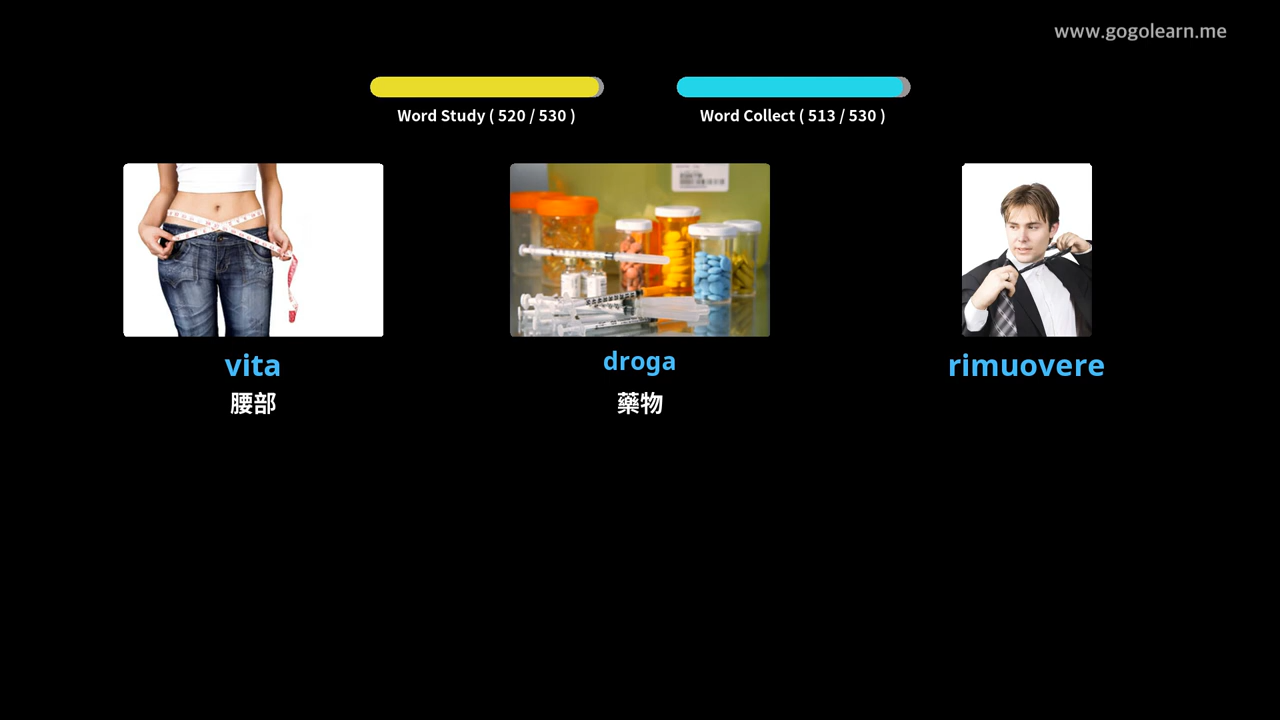 www.gogolearn.me
Word Study ( 520 / 530 )
Word Collect ( 513 / 530 )
vita
腰部
droga
藥物
rimuovere